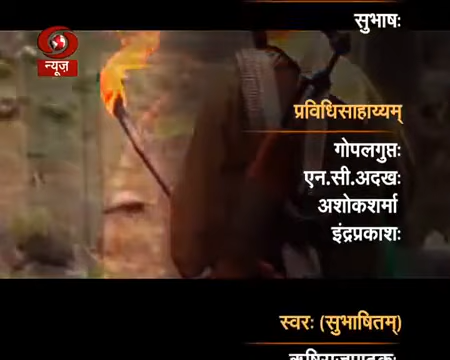 सुभाषः
न्यूज़
प्रविधिसाहाय्यम्
गोपलगुप्तः
एन.सी.अदखः
अशोकशर्मा
इंद्रप्रकाशः
स्वरः (सुभाषितम्)